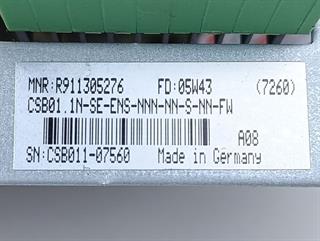 MNR:R911305276 FD:05W43 (7260)
CSB01.1N-SE-ENS-NNN-NN-S-NN-FW
A08
SN:CSB011-07560 Made in Germany